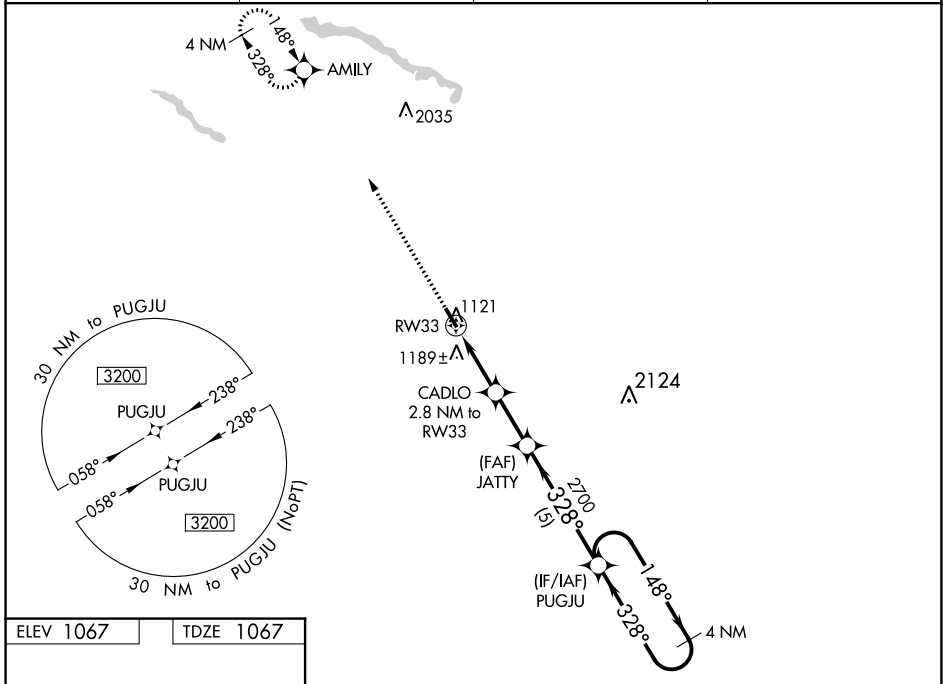 4 NM
148°
328°
AMILY
2035
1121
RW33
1189±
CADLO
2.8 NM to
RW33
2124
(FAF)
JATTY
2700
328°
(5)
(IF/IAF)
PUGJU
148°
328°
4 NM
30 NM to PUGJU
3200
238°
PUGJU
058°
238°
058°
PUGJU
3200
30 NM to PUGJU (NoPT)
ELEV 1067
TDZE 1067